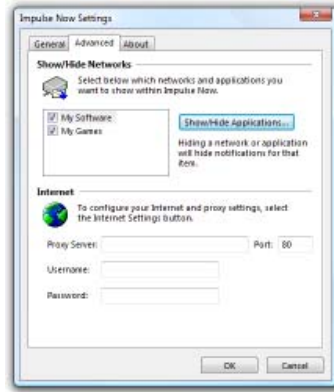 Impulse Now Settings
General Advanced About
Show/Hide Networks
Select below which networks and applications you
want to show within Impulse Now.
My Software
My Games
Show/Hide Applications...
Hiding a network or application
will hide notifications for that
item.
Internet
To configure your Internet and proxy settings, select
the Internet Settings button.
Proxy Server: Port: 80
Username:
Password:
OK Cancel